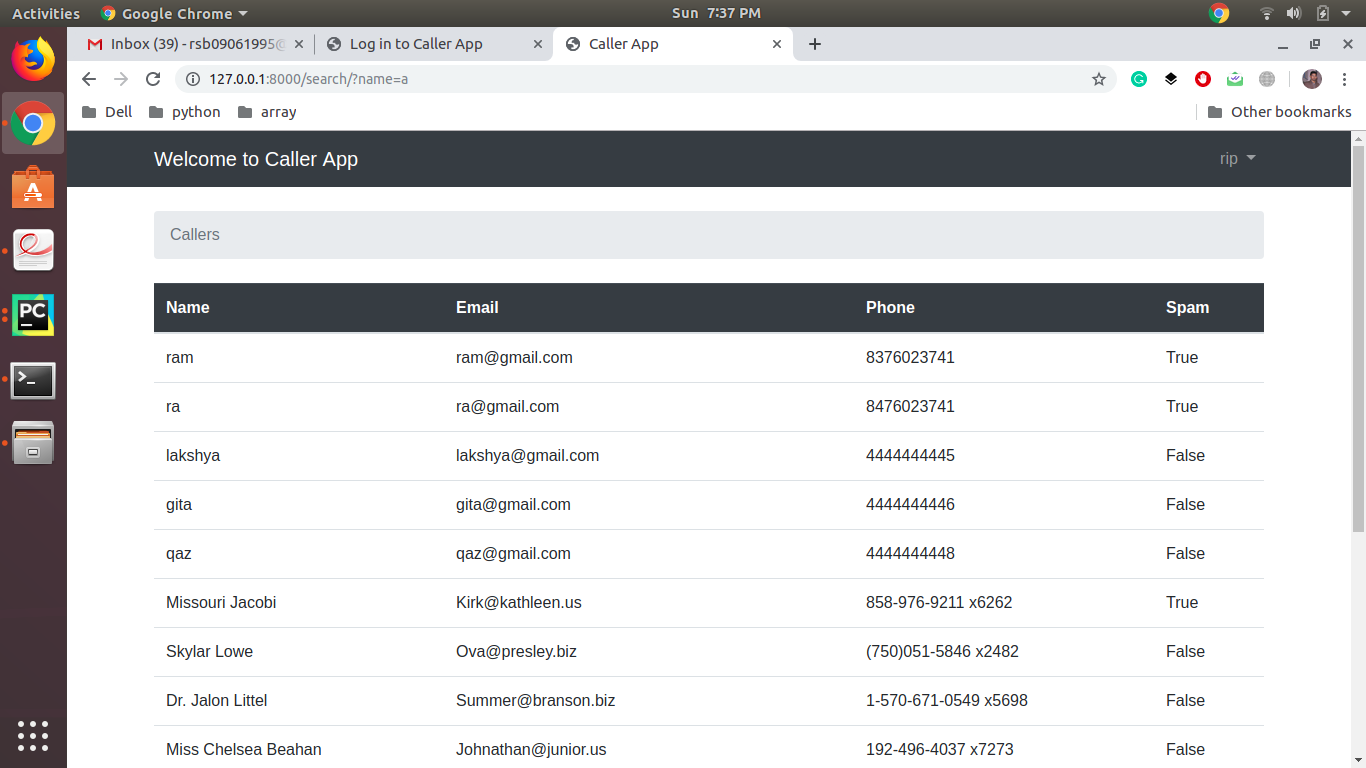 Activities Google Chrome Sun 7:37 PM
Inbox (39) - rsb09061995@ Log in to Caller App Caller App
127.0.0.1:8000/search/?name=a
Dell python array Other bookmarks
Welcome to Caller App rip
Callers
Name Email Phone Spam
ram ram@gmail.com 8376023741 True
ra ra@gmail.com 8476023741 True
lakshya lakshya@gmail.com 4444444445 False
gita gita@gmail.com 4444444446 False
qaz qaz@gmail.com 4444444448 False
Missouri Jacobi Kirk@kathleen.us 858-976-9211 x6262 True
Skylar Lowe Ova@presley.biz (750)051-5846 x2482 False
Dr. Jalon Littel Summer@branson.biz 1-570-671-0549 x5698 False
Miss Chelsea Beahan Johnathan@junior.us 192-496-4037 x7273 False
PC